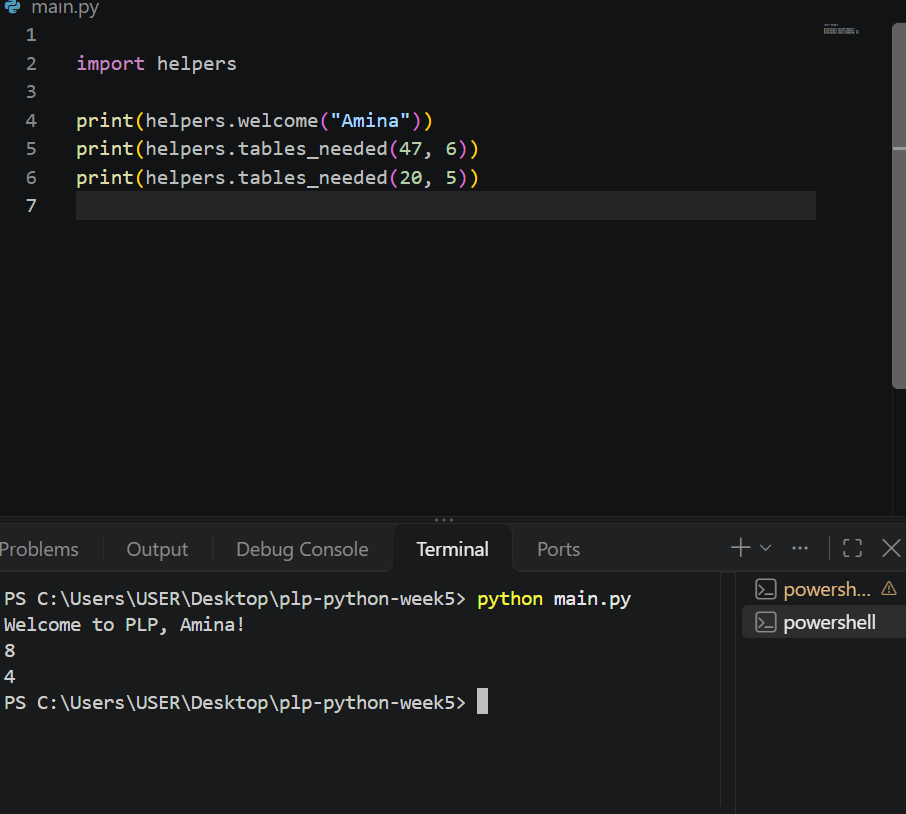 main.py
1
2 import helpers
3
4 print(helpers.welcome("Amina"))
5 print(helpers.tables_needed(47, 6))
6 print(helpers.tables_needed(20, 5))
7
Problems Output Debug Console Terminal Ports
PS C:\Users\USER\Desktop\plp-python-week5> python main.py
powersh...
Welcome to PLP, Amina!
powershell
8
4
PS C:\Users\USER\Desktop\plp-python-week5>